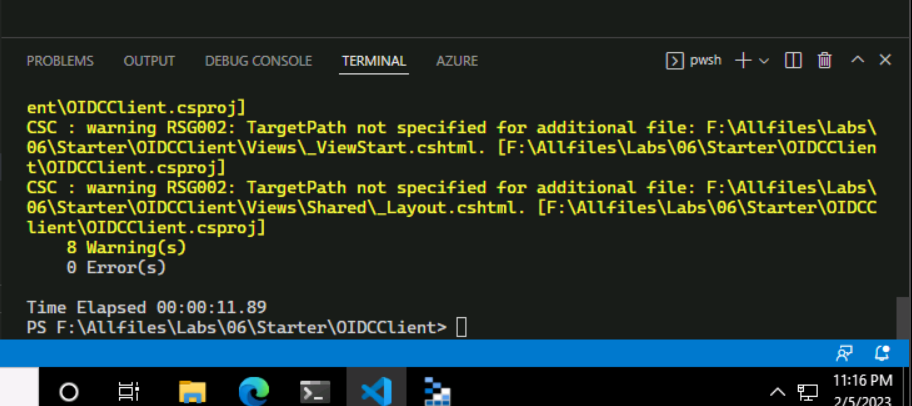 PROBLEMS OUTPUT DEBUG CONSOLE TERMINAL AZURE pwsh
ent\OIDCClient.csproj]
CSC : warning RSG002: TargetPath not specified for additional file: F:\Allfiles\Labs\
06\Starter\OIDCClient\Views\_ViewStart.cshtml. [F:\Allfiles\Labs\06\Starter\OIDCClien
t\OIDCClient.csproj]
CSC : warning RSG002: TargetPath not specified for additional file: F:\Allfiles\Labs\
06\Starter\OIDCClient\Views\Shared\_Layout.cshtml. [F:\Allfiles\Labs\06\Starter\OIDCC
lient\OIDCClient.csproj]
8 Warning(s)
0 Error(s)
Time Elapsed 00:00:11.89
PS F:\Allfiles\Labs\06\Starter\OIDCClient>
11:16 PM
2/5/2023